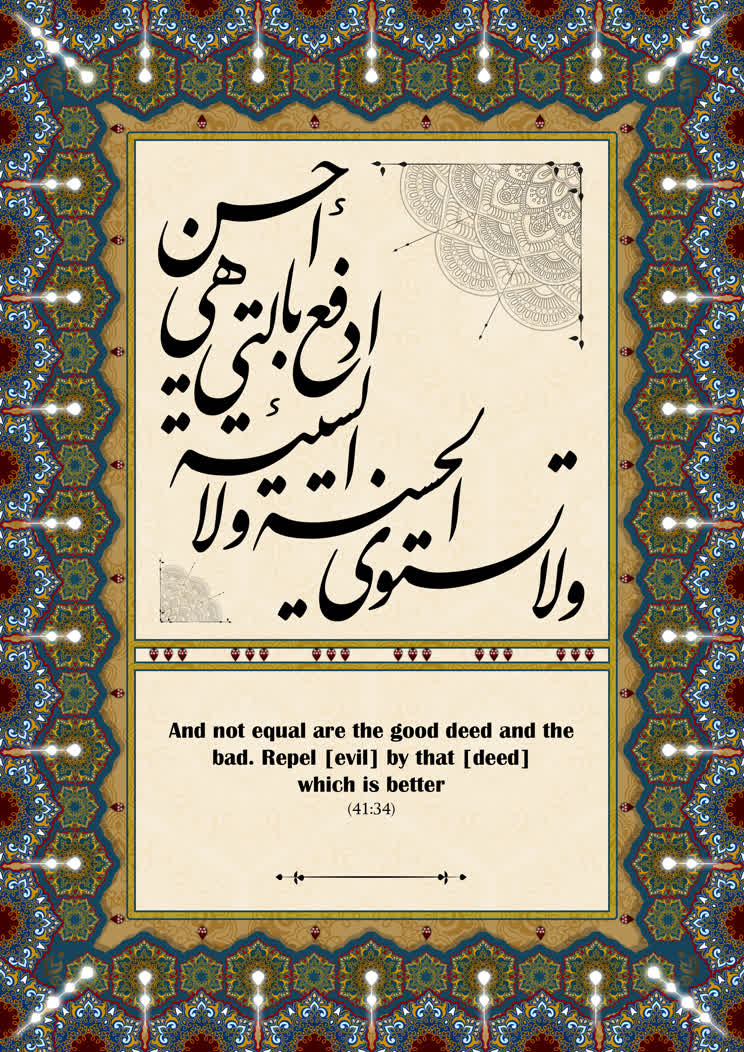 ولا تستوي الحسنة ولا
السيئة
ادفع بالتي هي
أحسن
And not equal are the good deed and the
bad. Repel [evil] by that [deed]
which is better
(41:34)